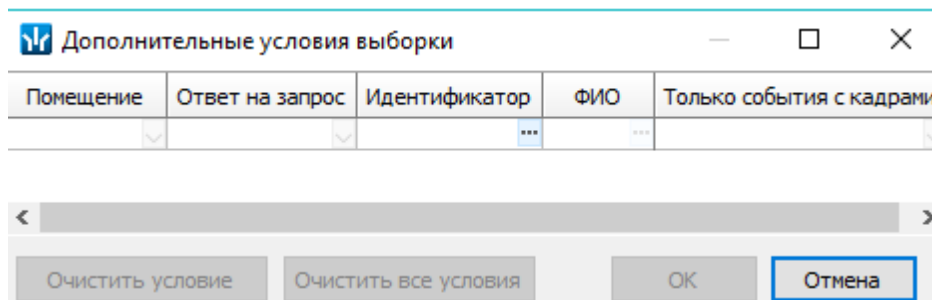 Дополнительные условия выборки
Помещение Ответ на запрос Идентификатор ФИО Только события с кадрами
Очистить условие Очистить все условия OK Отмена